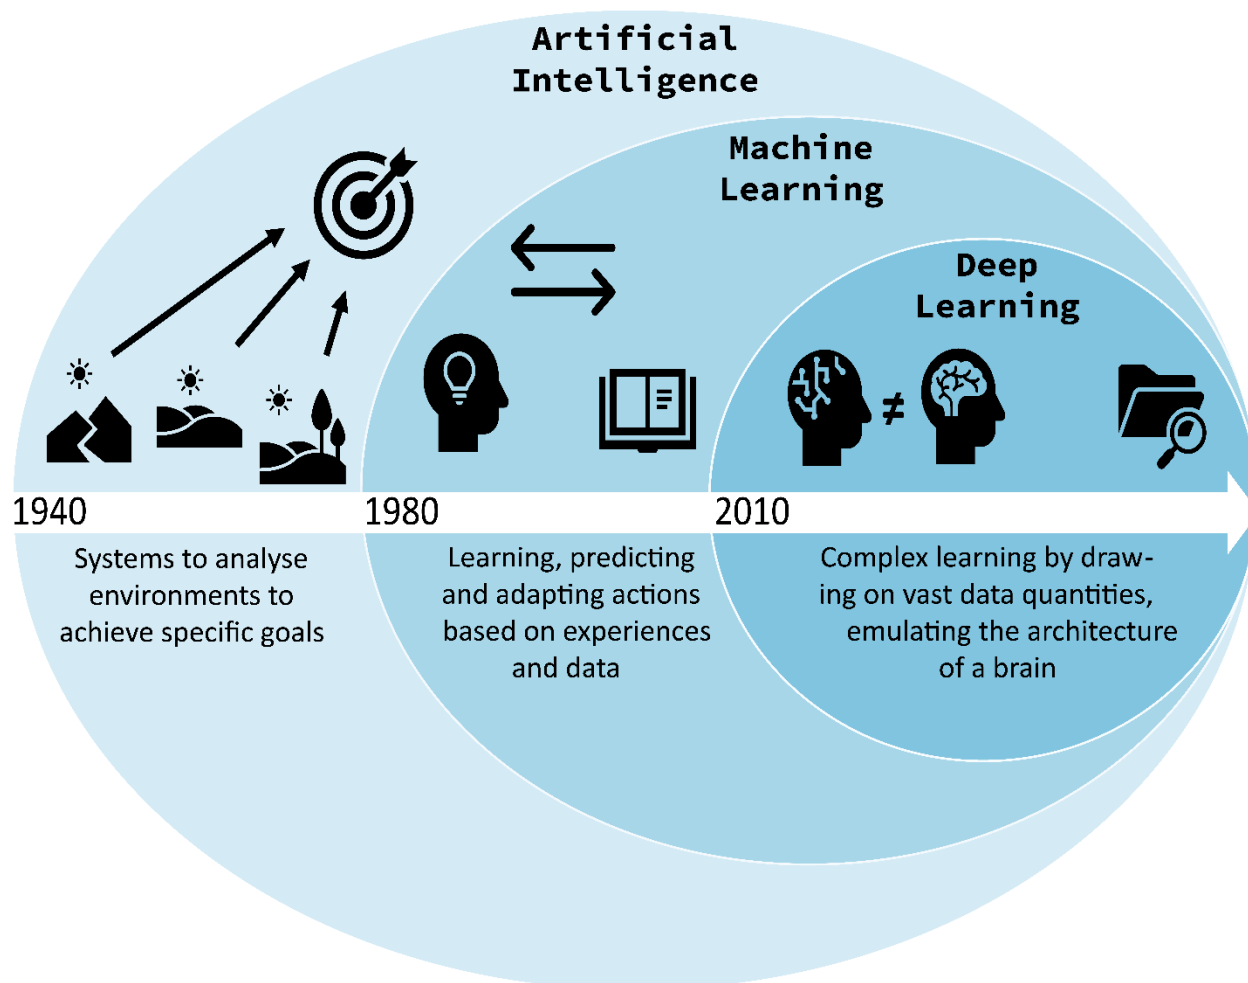 Artificial
Intelligence
Machine
Learning
Deep
Learning
≠
1940
1980
2010
Systems to analyse
environments to
achieve specific goals
Learning, predicting
and adapting actions
based on experiences
and data
Complex learning by draw-
ing on vast data quantities,
emulating the architecture
of a brain